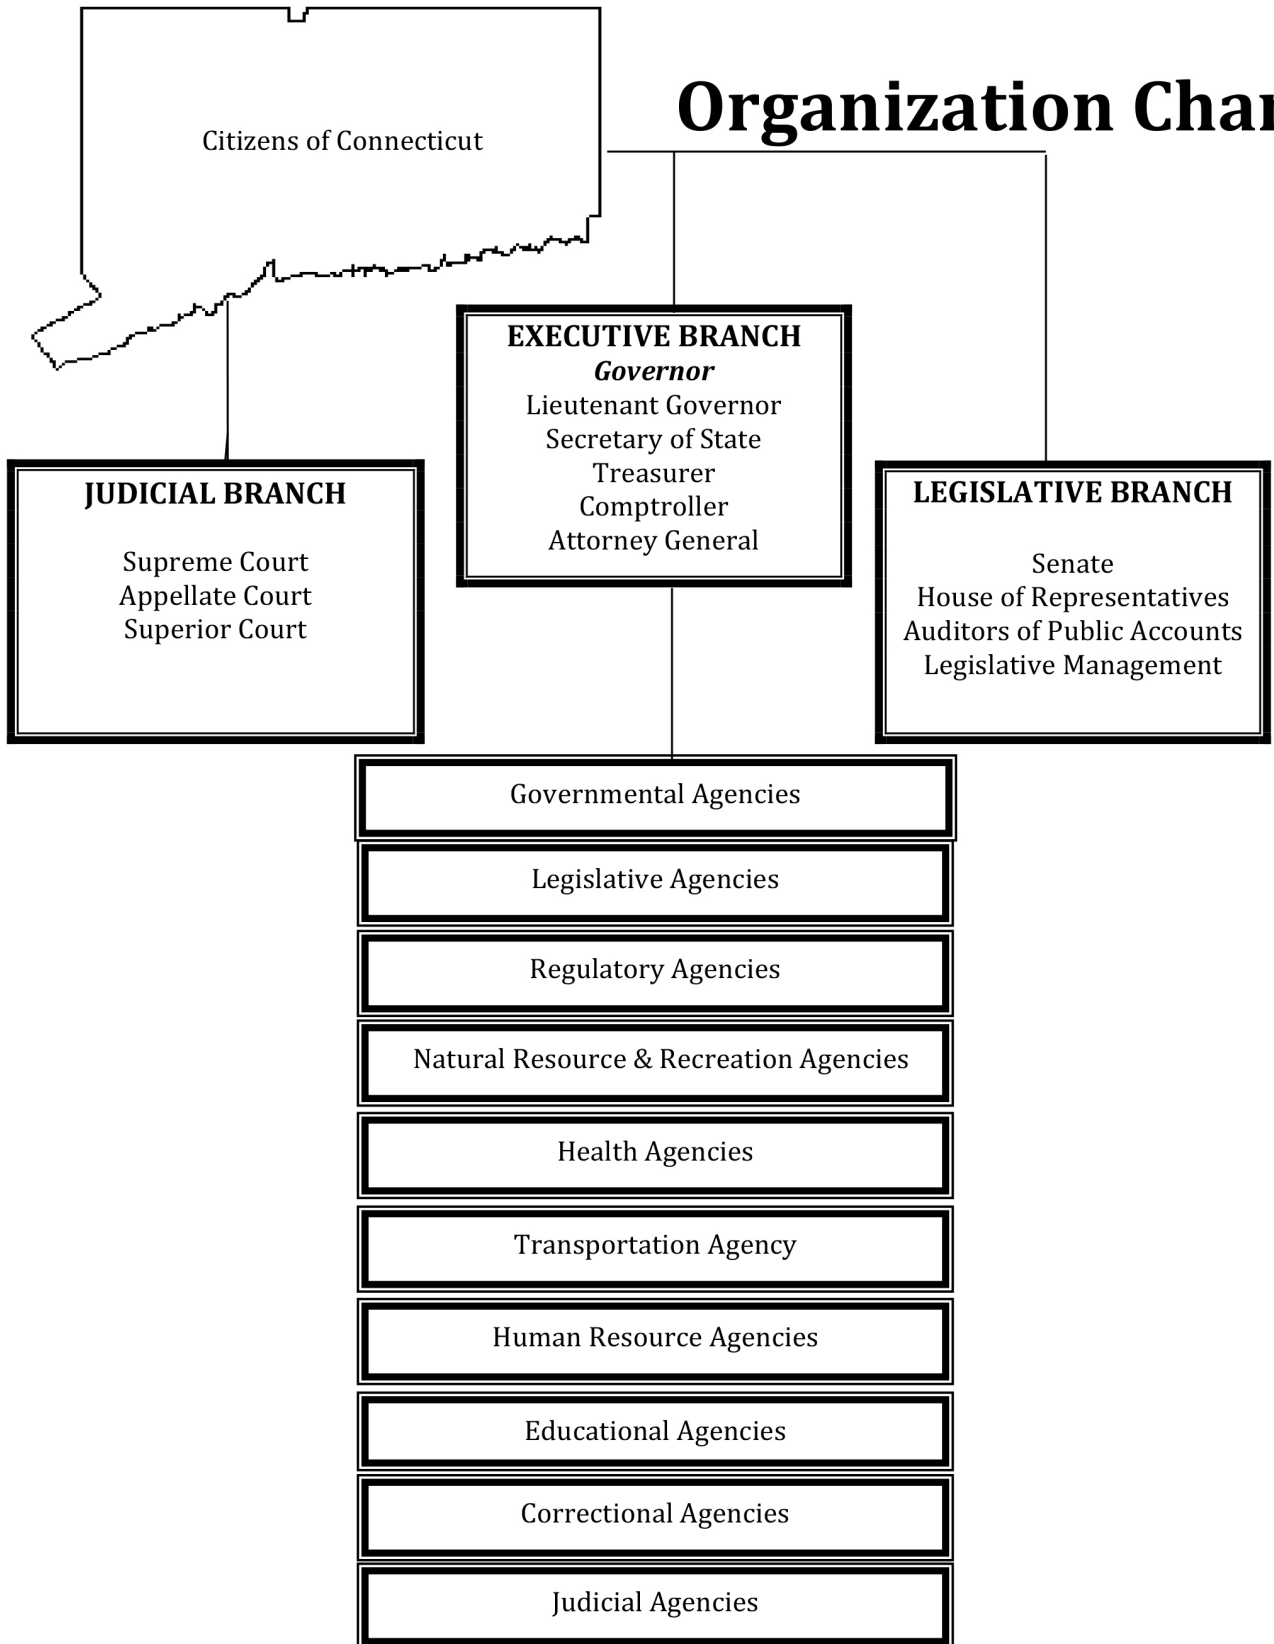 Organization Char
Citizens of Connecticut
EXECUTIVE BRANCH
Governor
Lieutenant Governor
Secretary of State
Treasurer
Comptroller
Attorney General
JUDICIAL BRANCH
Supreme Court
Appellate Court
Superior Court
LEGISLATIVE BRANCH
Senate
House of Representatives
Auditors of Public Accounts
Legislative Management
Governmental Agencies
Legislative Agencies
Regulatory Agencies
Natural Resource & Recreation Agencies
Health Agencies
Transportation Agency
Human Resource Agencies
Educational Agencies
Correctional Agencies
Judicial Agencies